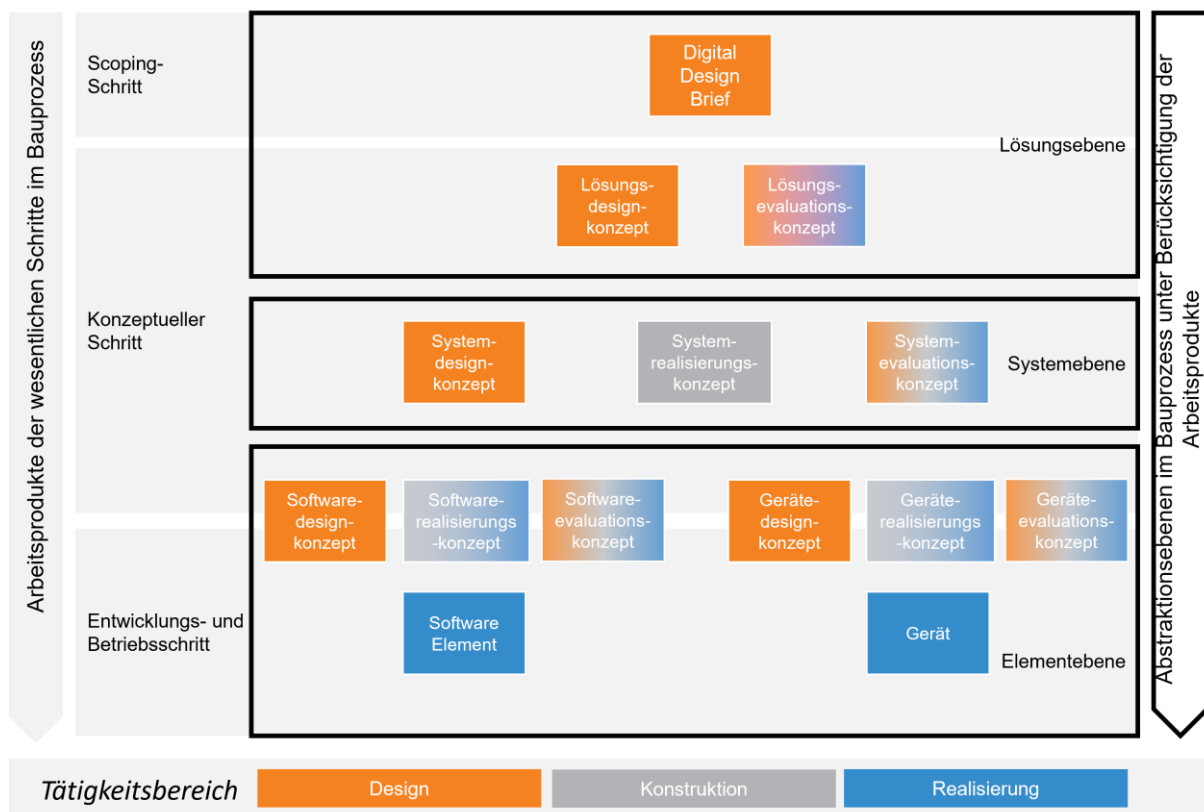 Arbeitsprodukte der wesentlichen Schritte im Bauprozess
Scoping-
Schritt
Digital
Design
Brief
Lösungsebene
Konzeptueller
Schritt
Lösungs-
design-
konzept
Lösungs-
evaluations-
konzept
System-
design-
konzept
System-
realisierungs-
konzept
System-
evaluations-
konzept
Systemebene
Software-
design-
konzept
Software-
realisierungs
-konzept
Software-
evaluations-
konzept
Geräte-
design-
konzept
Geräte-
realisierungs
-konzept
Geräte-
evaluations-
konzept
Entwicklungs- und
Betriebsschritt
Software
Element
Gerät
Elementebene
Abstraktionsebenen im Bauprozess unter Berücksichtigung der
Arbeitsprodukte
Tätigkeitsbereich
Design
Konstruktion
Realisierung